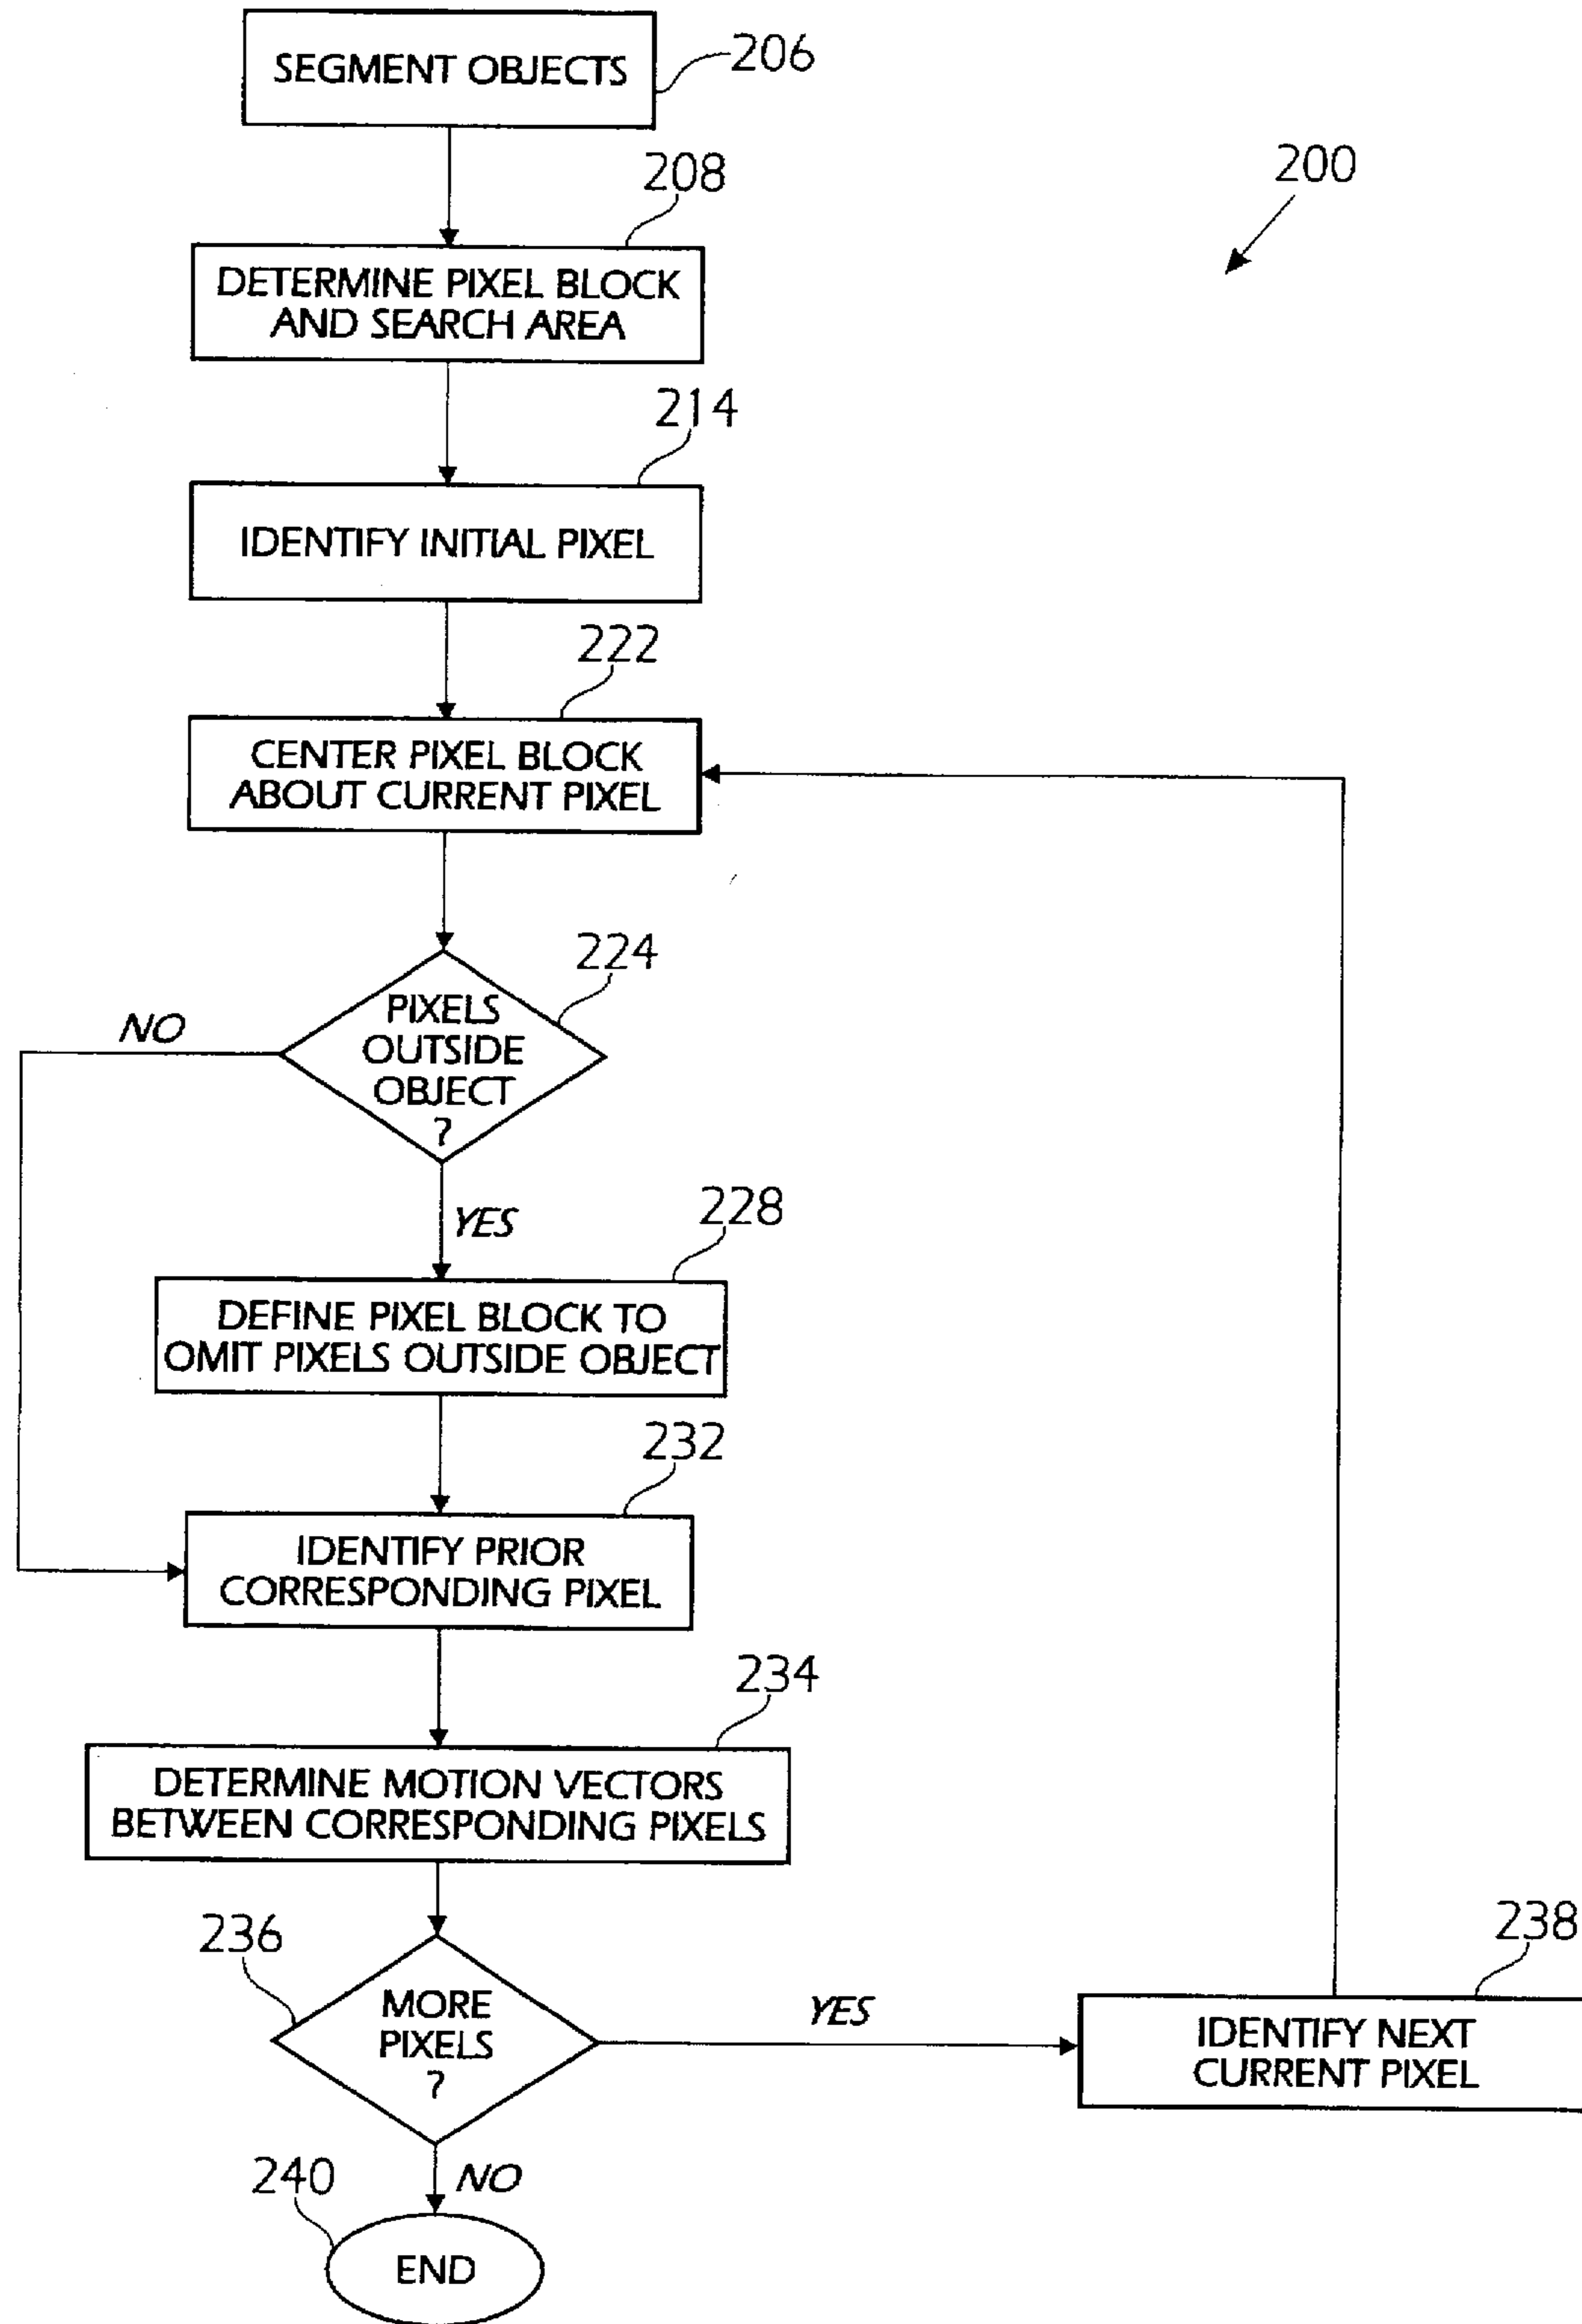 SEGMENT OBJECTS
206
200
208
DETERMINE PIXEL BLOCK
AND SEARCH AREA
214
IDENTIFY INITIAL PIXEL
222
CENTER PIXEL BLOCK
ABOUT CURRENT PIXEL
224
PIXELS
OUTSIDE
OBJECT
?
NO
YES
228
DEFINE PIXEL BLOCK TO
OMIT PIXELS OUTSIDE OBJECT
232
IDENTIFY PRIOR
CORRESPONDING PIXEL
234
DETERMINE MOTION VECTORS
BETWEEN CORRESPONDING PIXELS
236
MORE
PIXELS
?
YES
238
IDENTIFY NEXT
CURRENT PIXEL
NO
240
END